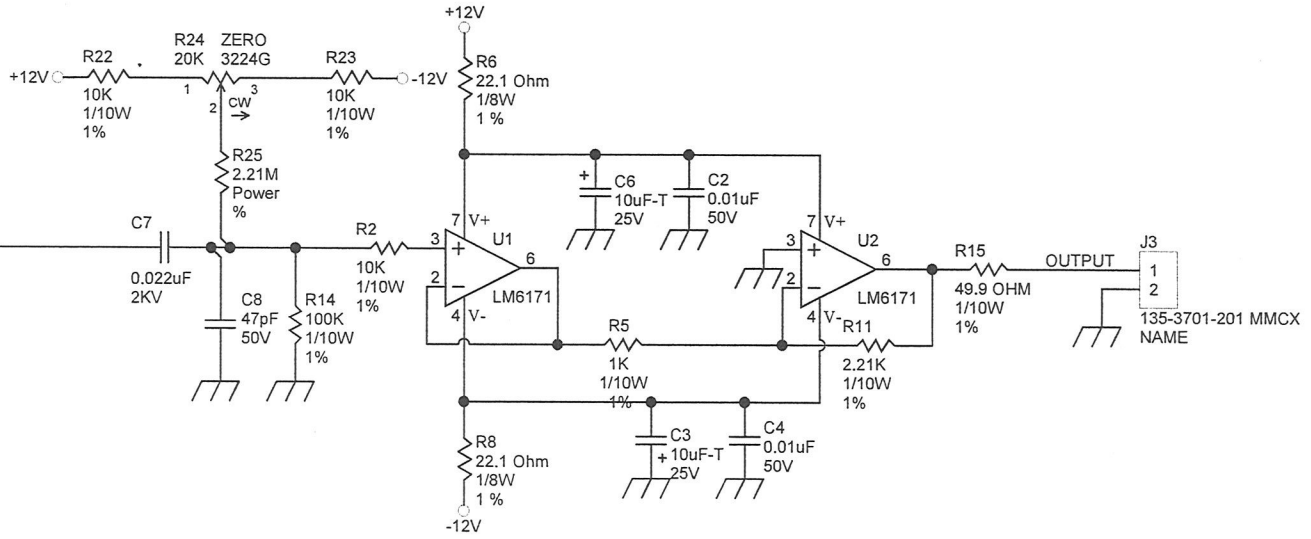 +12V
R22
10K
1/10W
1%
R24
20K
ZERO
3224G
1
2
3
CW
R23
10K
1/10W
1%
-12V
+12V
R6
22.1 Ohm
1/8W
1 %
R25
2.21M
Power
%
C7
0.022uF
2KV
C8
47pF
50V
R14
100K
1/10W
1%
R2
10K
1/10W
1%
7
V+
3
+
2
−
4
V-
6
U1
LM6171
+
C6
10uF-T
25V
C2
0.01uF
50V
7
V+
3
+
2
−
4
V-
6
U2
LM6171
R5
1K
1/10W
1%
R11
2.21K
1/10W
1%
R15
49.9 OHM
1/10W
1%
OUTPUT
J3
1
2
135-3701-201 MMCX
NAME
C3
10uF-T
+
25V
C4
0.01uF
50V
R8
22.1 Ohm
1/8W
1 %
-12V